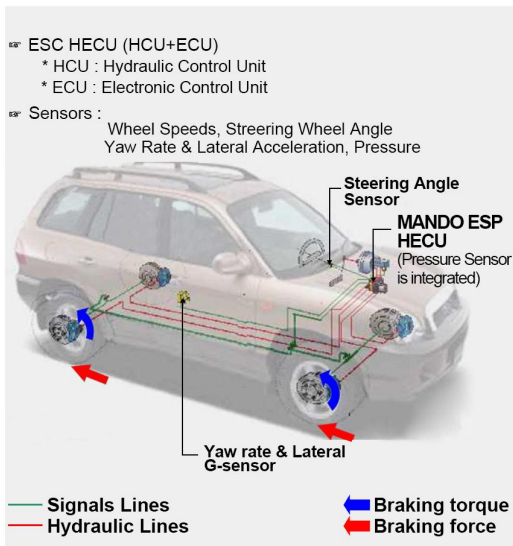 ☞ ESC HECU (HCU+ECU)
* HCU : Hydraulic Control Unit
* ECU : Electronic Control Unit
☞ Sensors :
Wheel Speeds, Streering Wheel Angle
Yaw Rate & Lateral Acceleration, Pressure
Steering Angle
Sensor
MANDO ESP
HECU
(Pressure Sensor
is integrated)
Yaw rate & Lateral
G-sensor
Signals Lines
Hydraulic Lines
Braking torque
Braking force